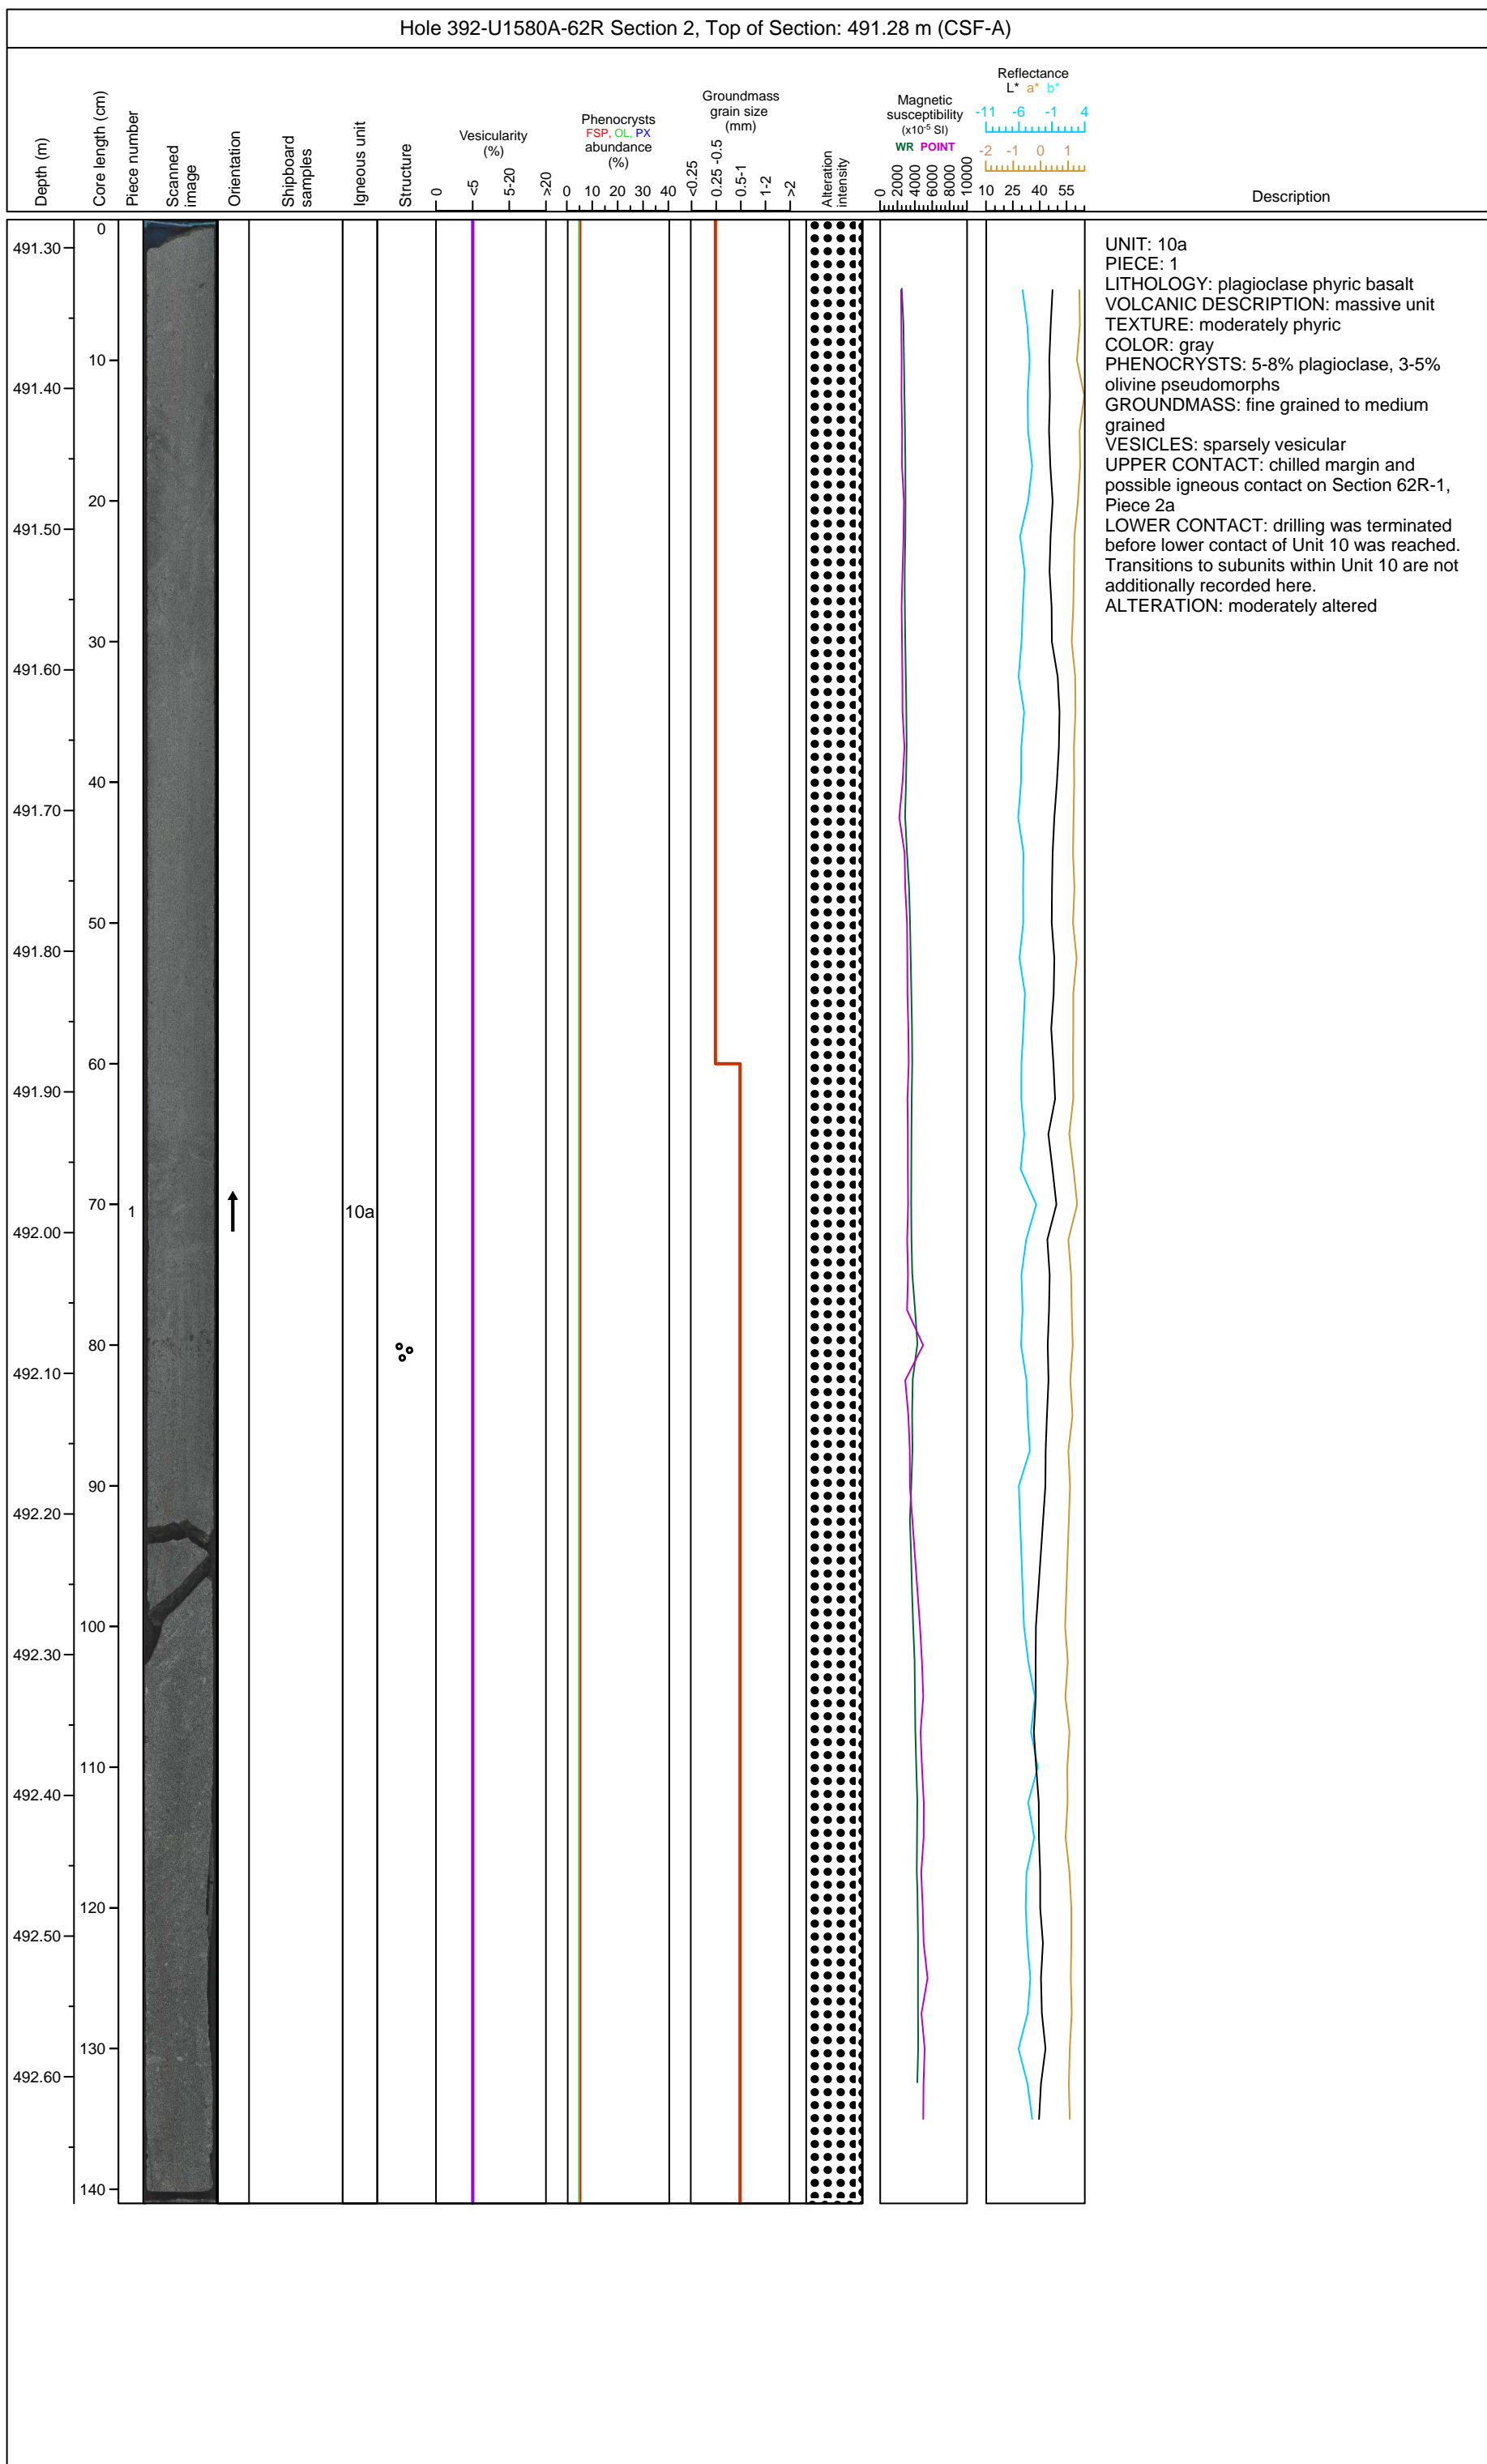 Hole 392-U1580A-62R Section 2, Top of Section: 491.28 m (CSF-A)
Depth (m)
Core length (cm)
Piece number
Scanned
image
Orientation
Shipboard
samples
Igneous unit
Structure
Vesicularity
(%)
0 <5 5-20 >20
Phenocrysts
FSP, OL, PX
abundance
(%)
0 10 20 30 40
Groundmass
grain size
(mm)
<0.25 0.25 -0.5 0.5-1 1-2 >2
Alteration
intensity
Magnetic
susceptibility
(x10-5 SI)
WR POINT
0 2000 4000 6000 8000 10000
Reflectance
L* a* b*
-11 -6 -1 4
-2 -1 0 1
10 25 40 55
Description
0
491.30
10
491.40
20
491.50
30
491.60
40
491.70
50
491.80
60
491.90
70
1
10a
492.00
80
492.10
90
492.20
100
492.30
110
492.40
120
492.50
130
492.60
140
UNIT: 10a
PIECE: 1
LITHOLOGY: plagioclase phyric basalt
VOLCANIC DESCRIPTION: massive unit
TEXTURE: moderately phyric
COLOR: gray
PHENOCRYSTS: 5-8% plagioclase, 3-5%
olivine pseudomorphs
GROUNDMASS: fine grained to medium
grained
VESICLES: sparsely vesicular
UPPER CONTACT: chilled margin and
possible igneous contact on Section 62R-1,
Piece 2a
LOWER CONTACT: drilling was terminated
before lower contact of Unit 10 was reached.
Transitions to subunits within Unit 10 are not
additionally recorded here.
ALTERATION: moderately altered